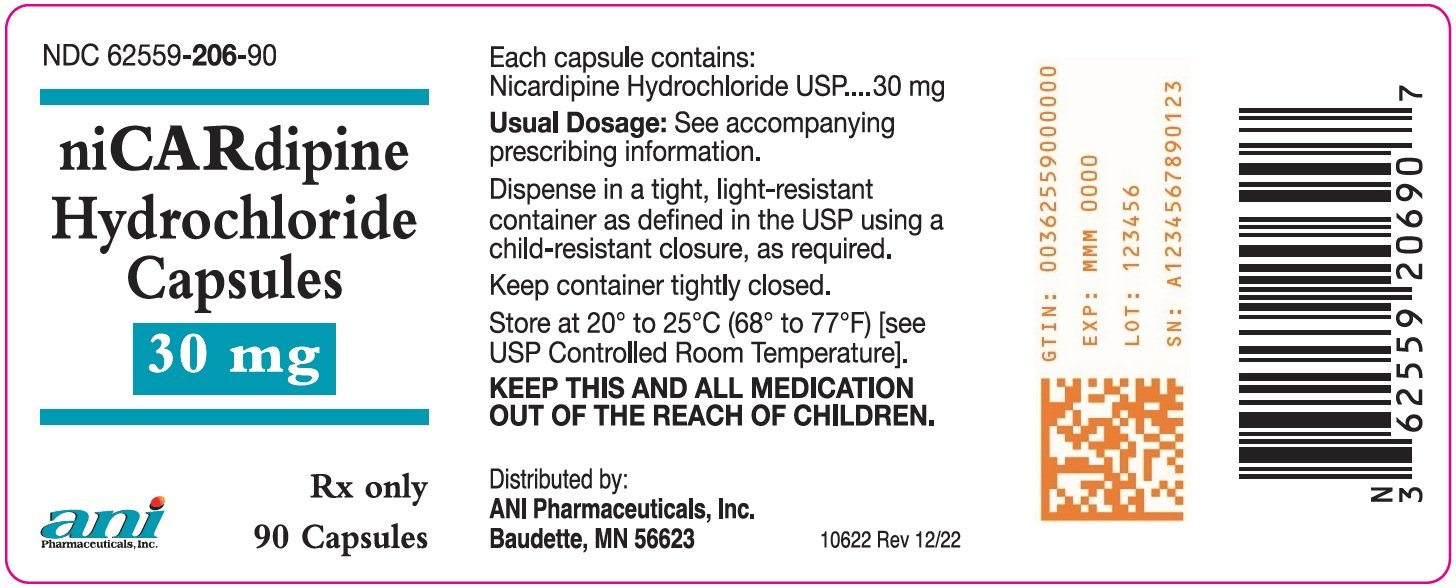 NDC 62559-206-90
niCARdipine
Hydrochloride
Capsules
30 mg
Rx only
90 Capsules
ani
Pharmaceuticals, Inc.
Each capsule contains:
Nicardipine Hydrochloride USP....30 mg
Usual Dosage: See accompanying
prescribing information.
Dispense in a tight, light-resistant
container as defined in the USP using a
child-resistant closure, as required.
Keep container tightly closed.
Store at 20° to 25°C (68° to 77°F) [see
USP Controlled Room Temperature].
KEEP THIS AND ALL MEDICATION
OUT OF THE REACH OF CHILDREN.
Distributed by:
ANI Pharmaceuticals, Inc.
Baudette, MN 56623
10622 Rev 12/22
GTIN: 00362559000000
EXP: MMM 0000
LOT: 123456
SN: A1234567890123
N
3 62559 20690 7